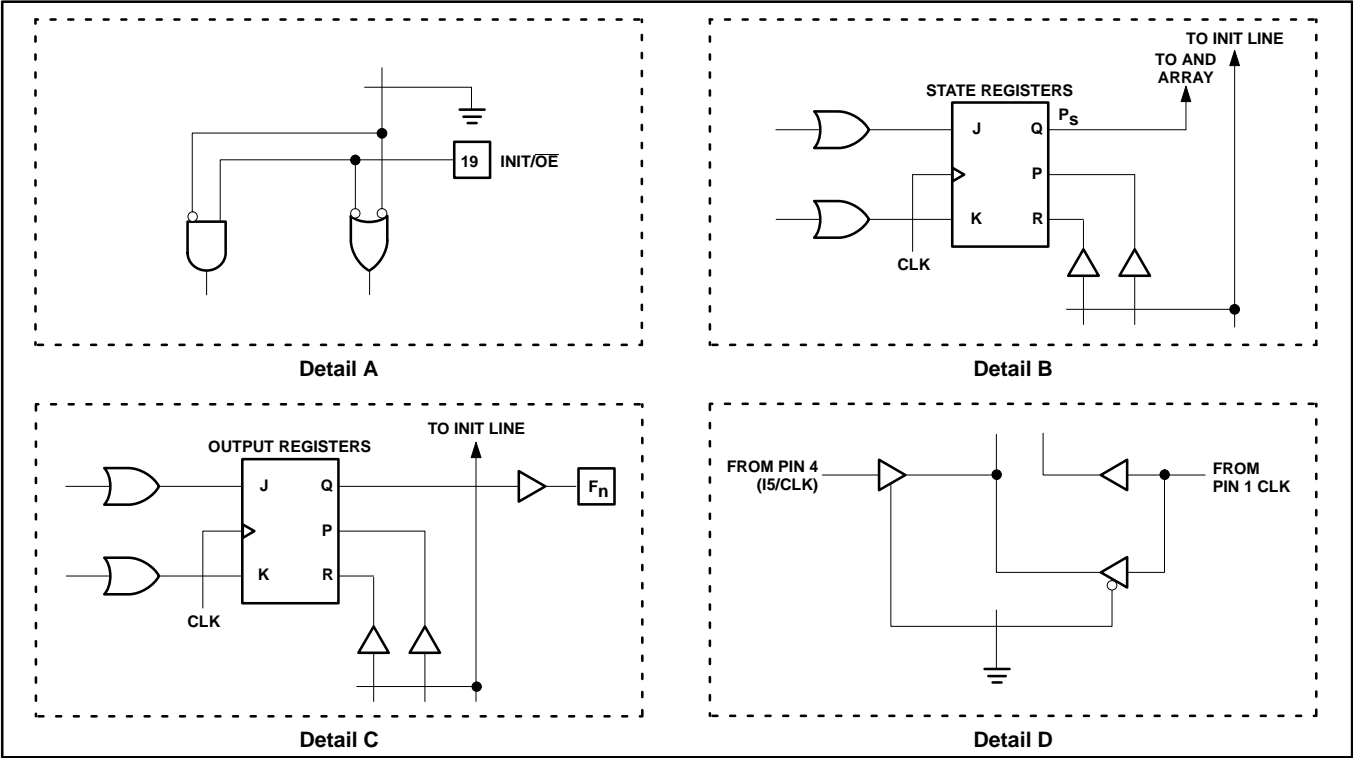 19
INIT/OE
Detail A
TO INIT LINE
TO AND
ARRAY
STATE REGISTERS
Ps
J
Q
P
K
R
CLK
Detail B
TO INIT LINE
OUTPUT REGISTERS
J
Q
Fn
P
K
R
CLK
Detail C
FROM PIN 4
(I5/CLK)
FROM
PIN 1 CLK
Detail D